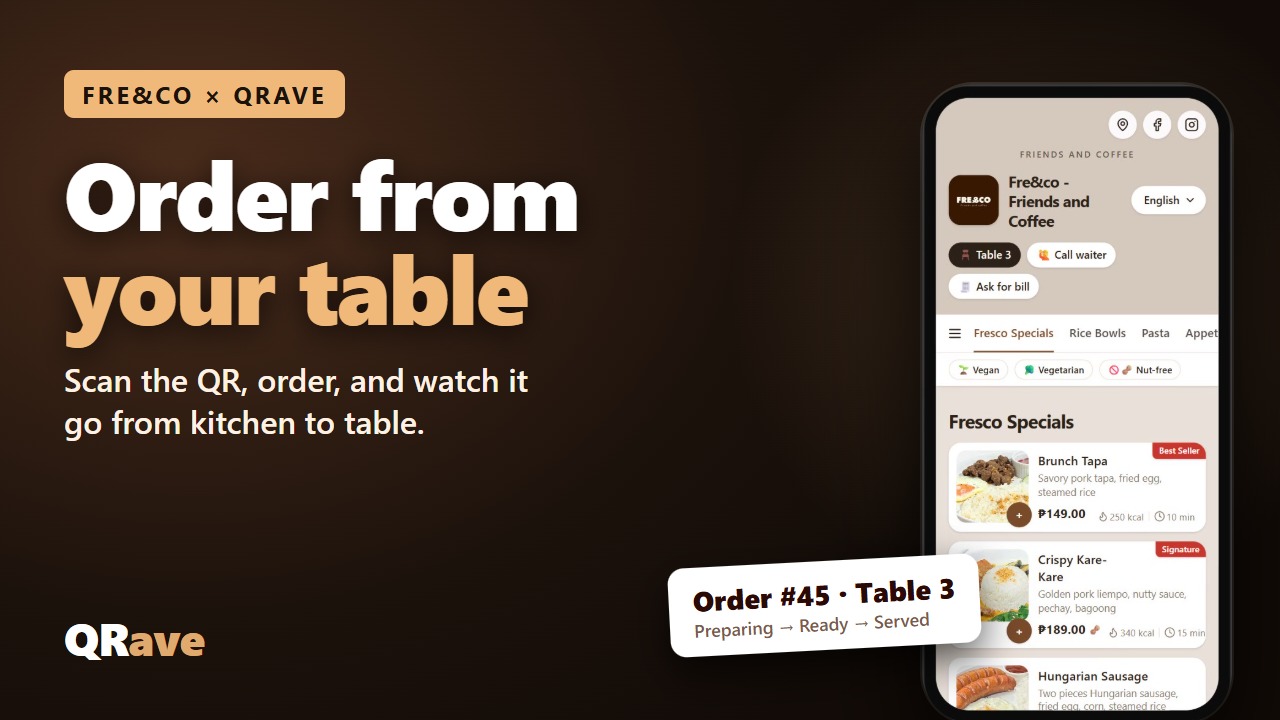 FRE&CO × QRAVE
Order from
your table
Scan the QR, order, and watch it
go from kitchen to table.
QRave
Order #45 · Table 3
Preparing → Ready → Served
FRIENDS AND COFFEE
FRE&CO
Fre&co -
Friends and
Coffee
English
Table 3
Call waiter
Ask for bill
Fresco Specials
Rice Bowls
Pasta
Appet
Vegan
Vegetarian
Nut-free
Fresco Specials
Best Seller
Brunch Tapa
Savory pork tapa, fried egg,
steamed rice
+
₱149.00
250 kcal
10 min
Signature
Crispy Kare-
Kare
Golden pork liempo, nutty sauce,
pechay, bagoong
+
₱189.00
340 kcal
15 min
Hungarian Sausage
Two pieces Hungarian sausage,
fried egg, corn, steamed rice